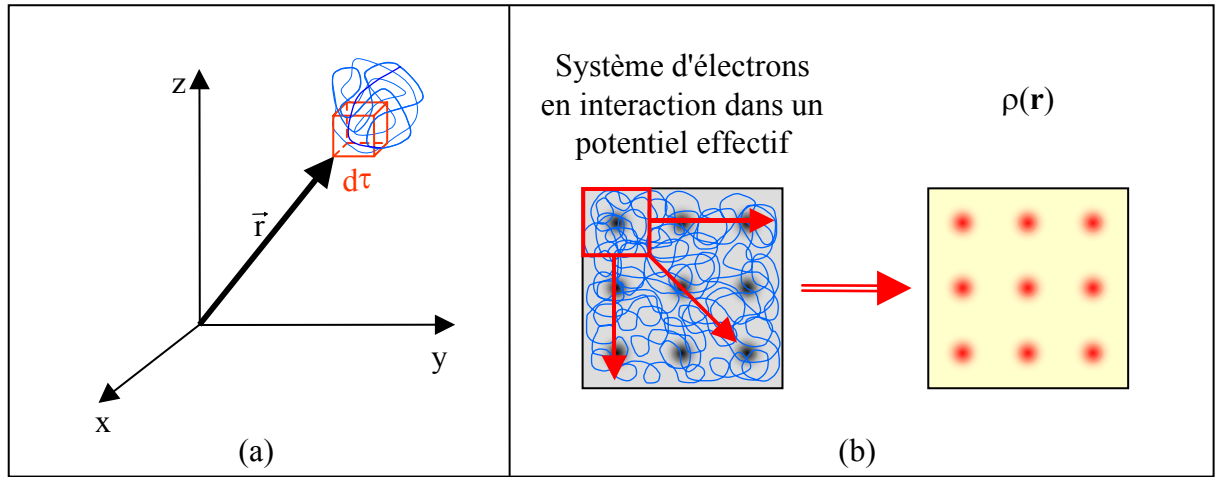 z
dτ
r
y
x
(a)
Système d'électrons
en interaction dans un
potentiel effectif
ρ(r)
(b)